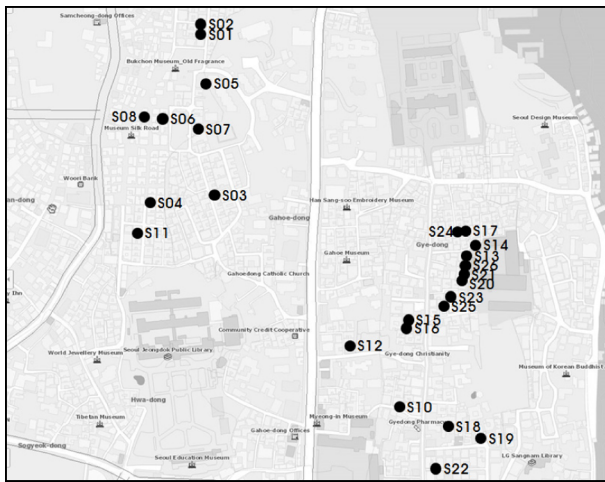 Samcheong-dong Offices
S02
S01
Bukchon Museum_Old Fragrance
S05
S08
S06
S07
Museum Silk Road
Seoul Design Museum
Woori Bank
S04
S03
Han Sang-soo Embroidery Museum
Gahoe-dong
S11
S24
S17
Gye-dong
S14
Gahoe Museum
S13
S26
Gahoedong Catholic Church
S21
S20
S23
S25
S15
S16
Community Credit Cooperative
S12
World Jewellery Museum
Seoul Jeongdok Public Library
Gye-dong Christianity
Museum of Korean Buddhist
Hwa-dong
S10
Tibetan Museum
Myeong-in Museum
Gyedong Pharmacy
S18
Gahoe-dong Offices
S19
Sogyeok-dong
Seoul Education Museum
LG Sangnam Library
S22